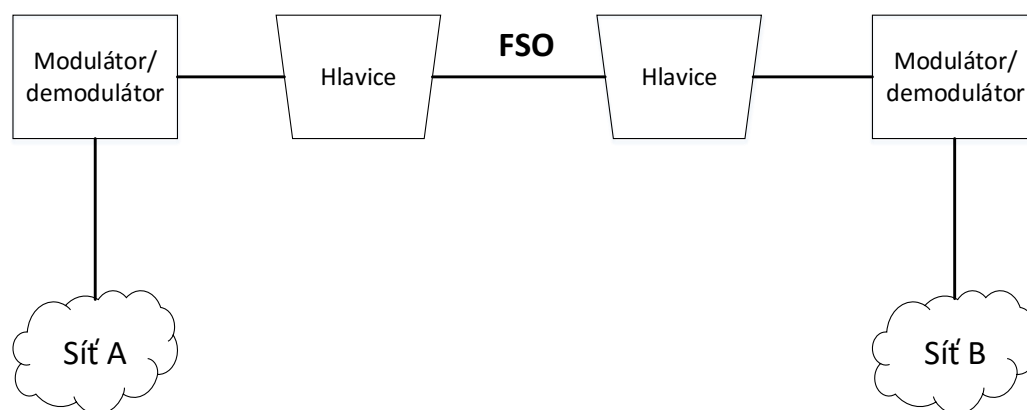 FSO
Modulátor/
demodulátor
Hlavice
Hlavice
Modulátor/
demodulátor
Síť A
Síť B